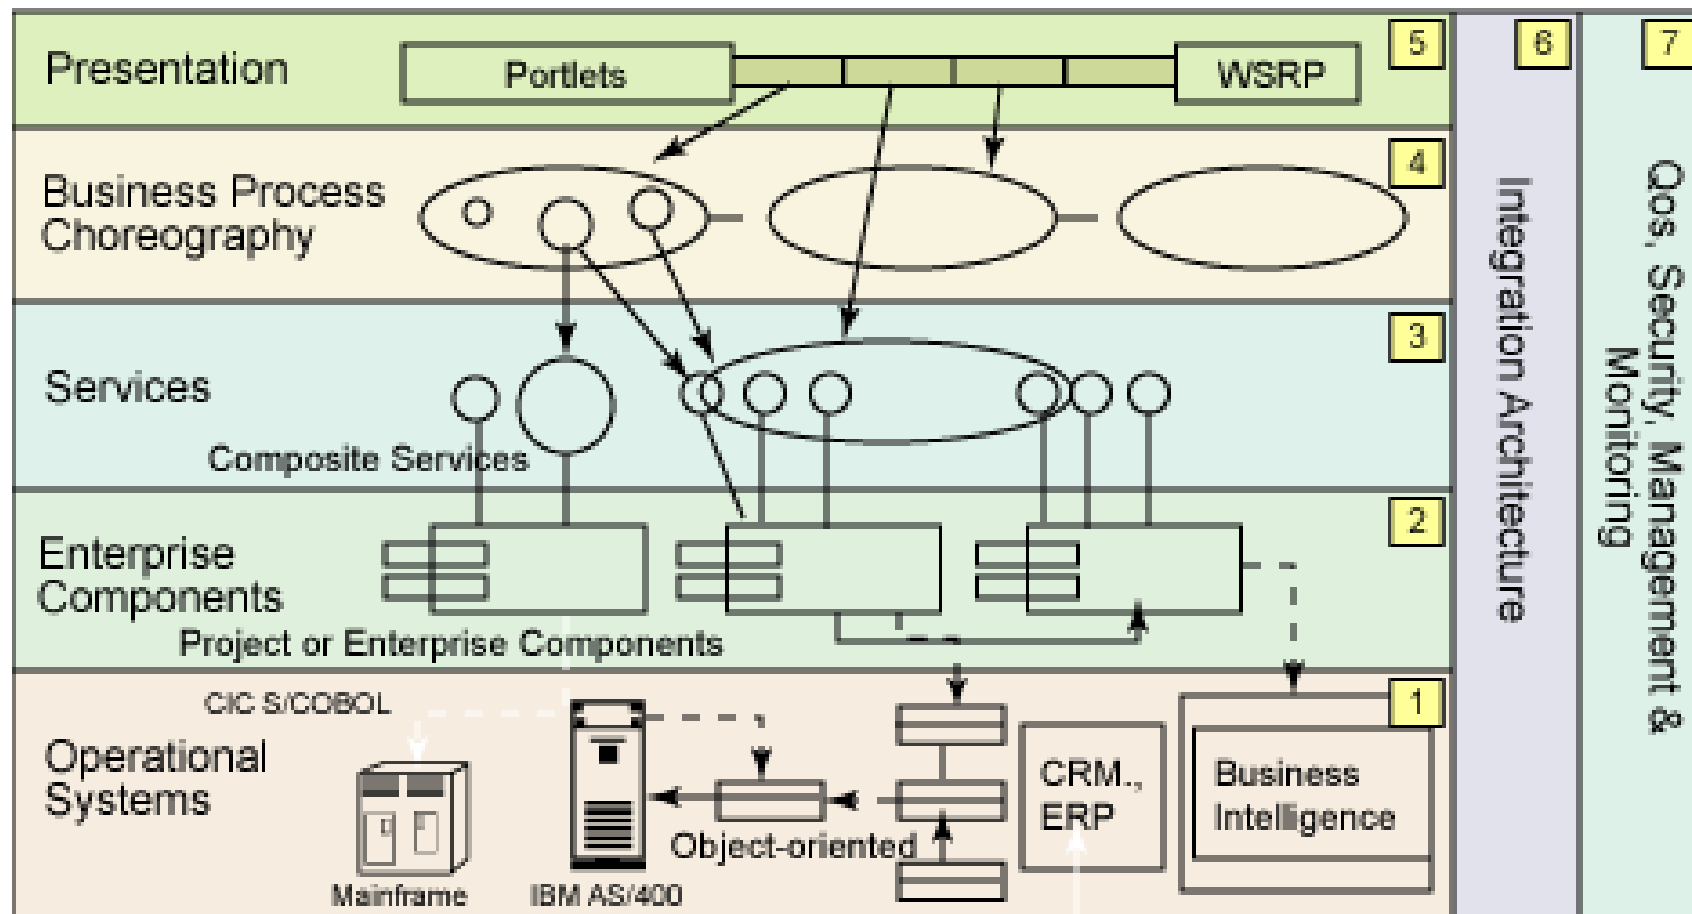 Presentation
Portlets
WSRP
5
6
7
Business Process
Choreography
4
Services
3
Composite Services
Enterprise
Components
2
Project or Enterprise Components
CIC S/COBOL
1
Operational
Systems
Mainframe
IBM AS/400
Object-oriented
CRM.,
ERP
Business
Intelligence
Integration Architecture
Qos, Security, Management &
Monitoring